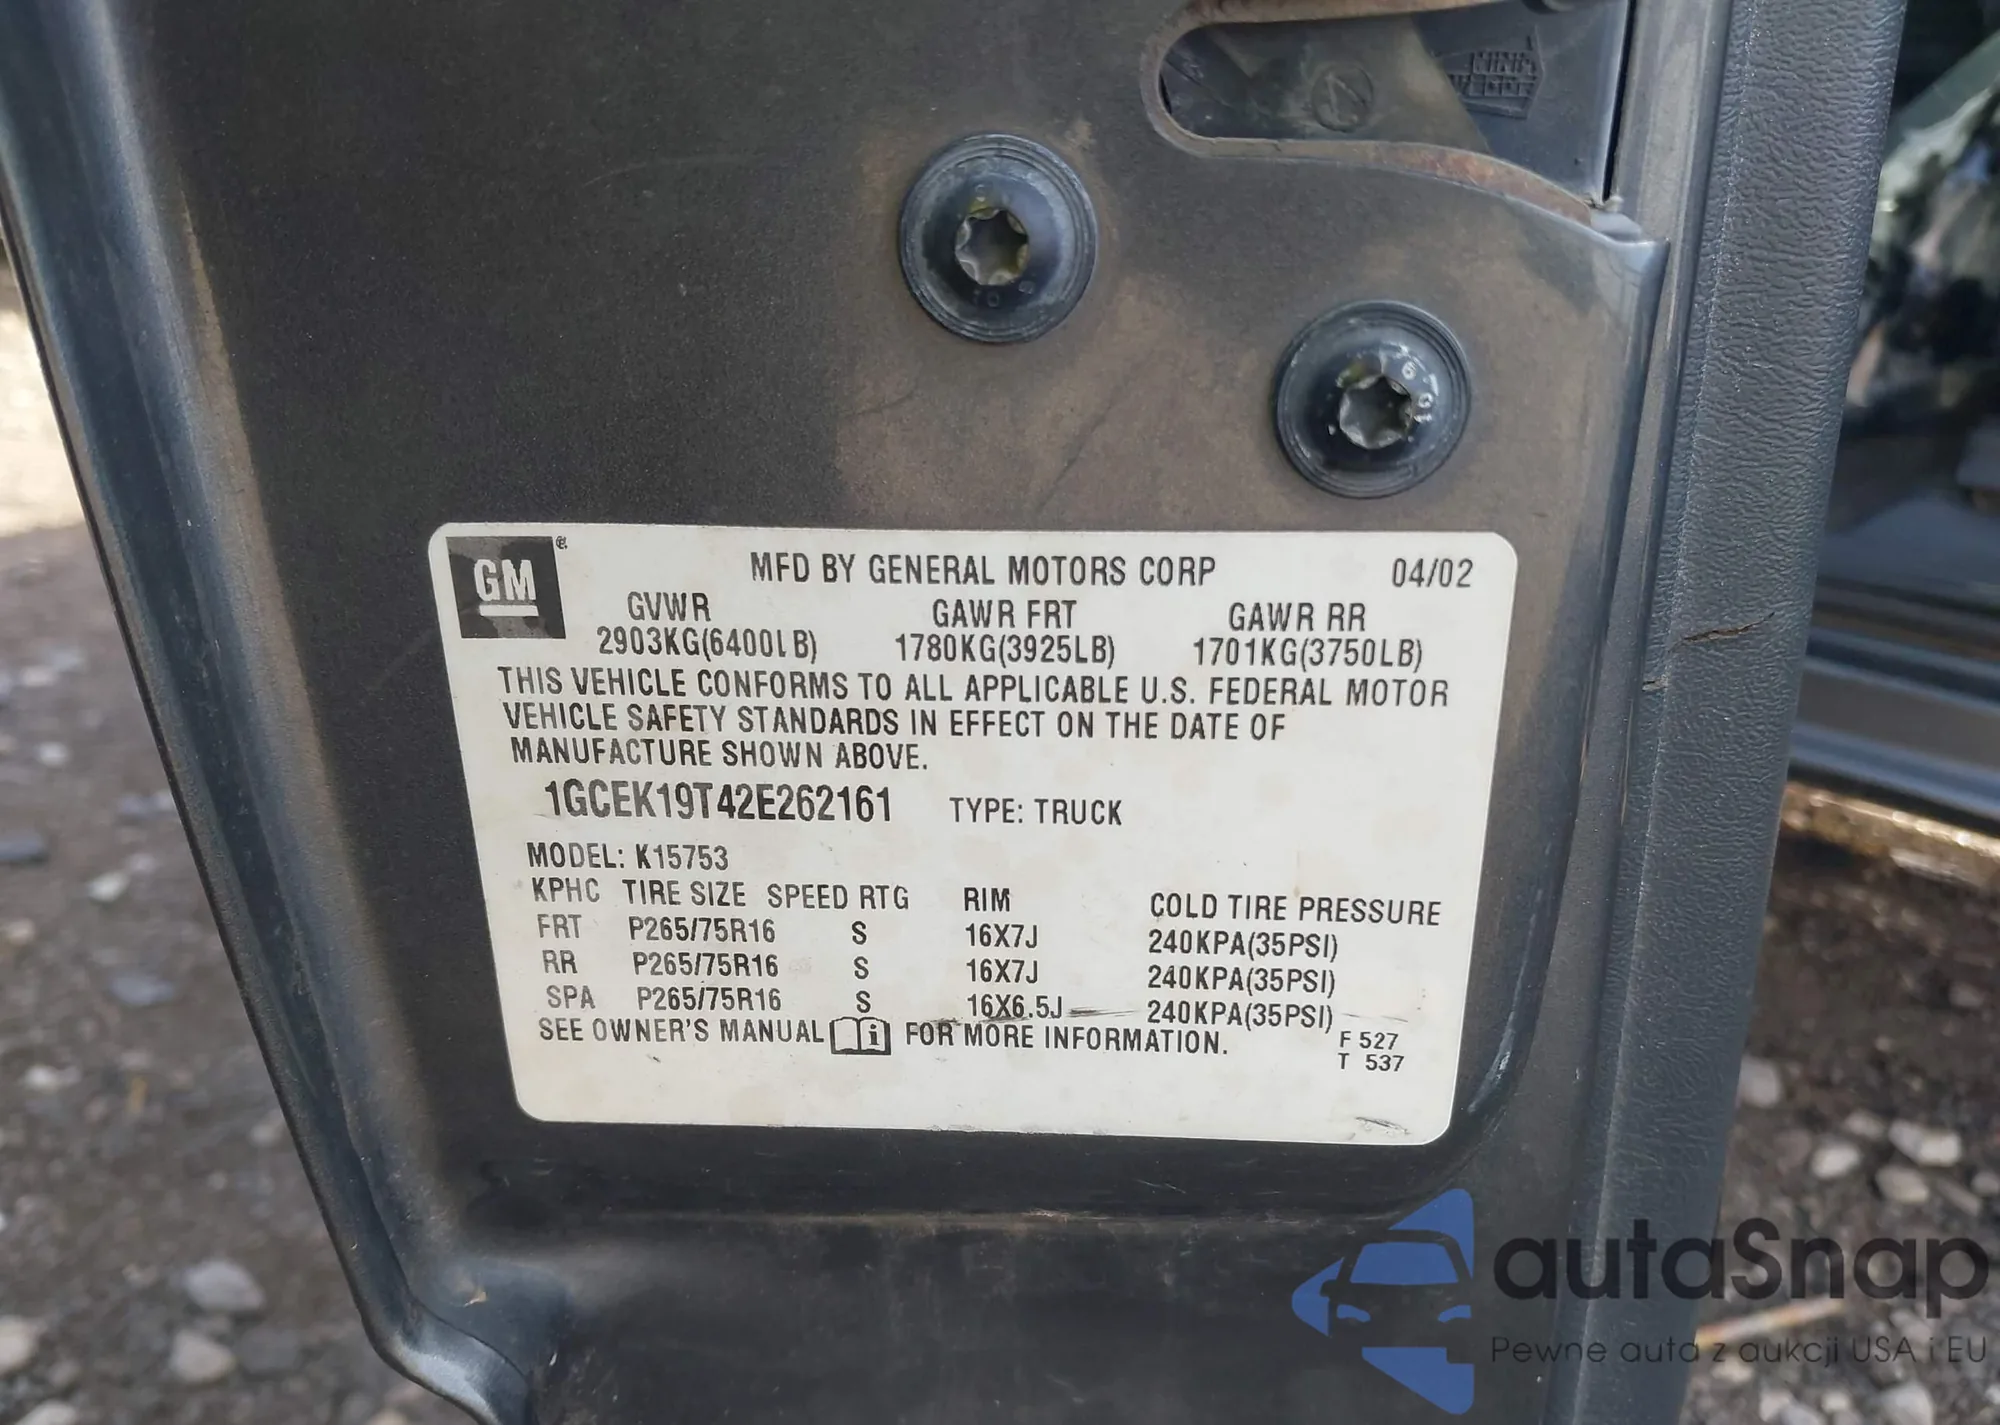 GM
MFD BY GENERAL MOTORS CORP 04/02
GVWR GAWR FRT GAWR RR
2903KG(6400LB) 1780KG(3925LB) 1701KG(3750LB)
THIS VEHICLE CONFORMS TO ALL APPLICABLE U.S. FEDERAL MOTOR
VEHICLE SAFETY STANDARDS IN EFFECT ON THE DATE OF
MANUFACTURE SHOWN ABOVE.
1GCEK19T42E262161 TYPE: TRUCK
MODEL: K15753
KPHC TIRE SIZE SPEED RTG RIM COLD TIRE PRESSURE
FRT P265/75R16 S 16X7J 240KPA(35PSI)
RR P265/75R16 S 16X7J 240KPA(35PSI)
SPA P265/75R16 S 16X6.5J 240KPA(35PSI)
SEE OWNER'S MANUAL i FOR MORE INFORMATION.
F 527
T 537
autaSnap
Pewne auta z aukcji USA i EU